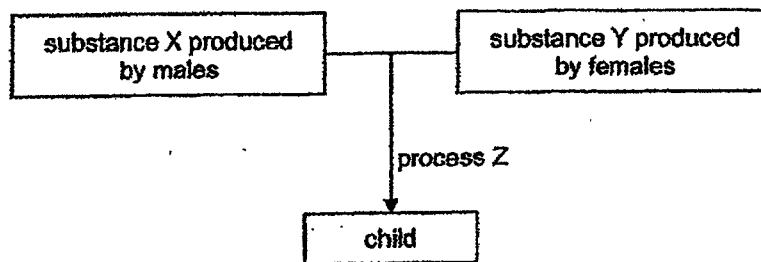 substance X produced
by males
substance Y produced
by females
process Z
child